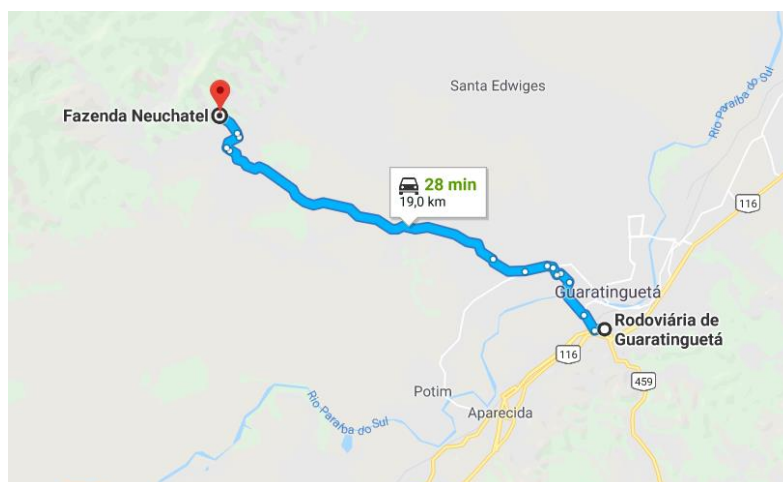 Santa Edwiges
Rio Paraíba do Sul
Fazenda Neuchatel
28 min
19,0 km
116
Guaratinguetá
Rodoviária de
Guaratinguetá
116
459
Potim
Aparecida
Rio Paraíba do Sul